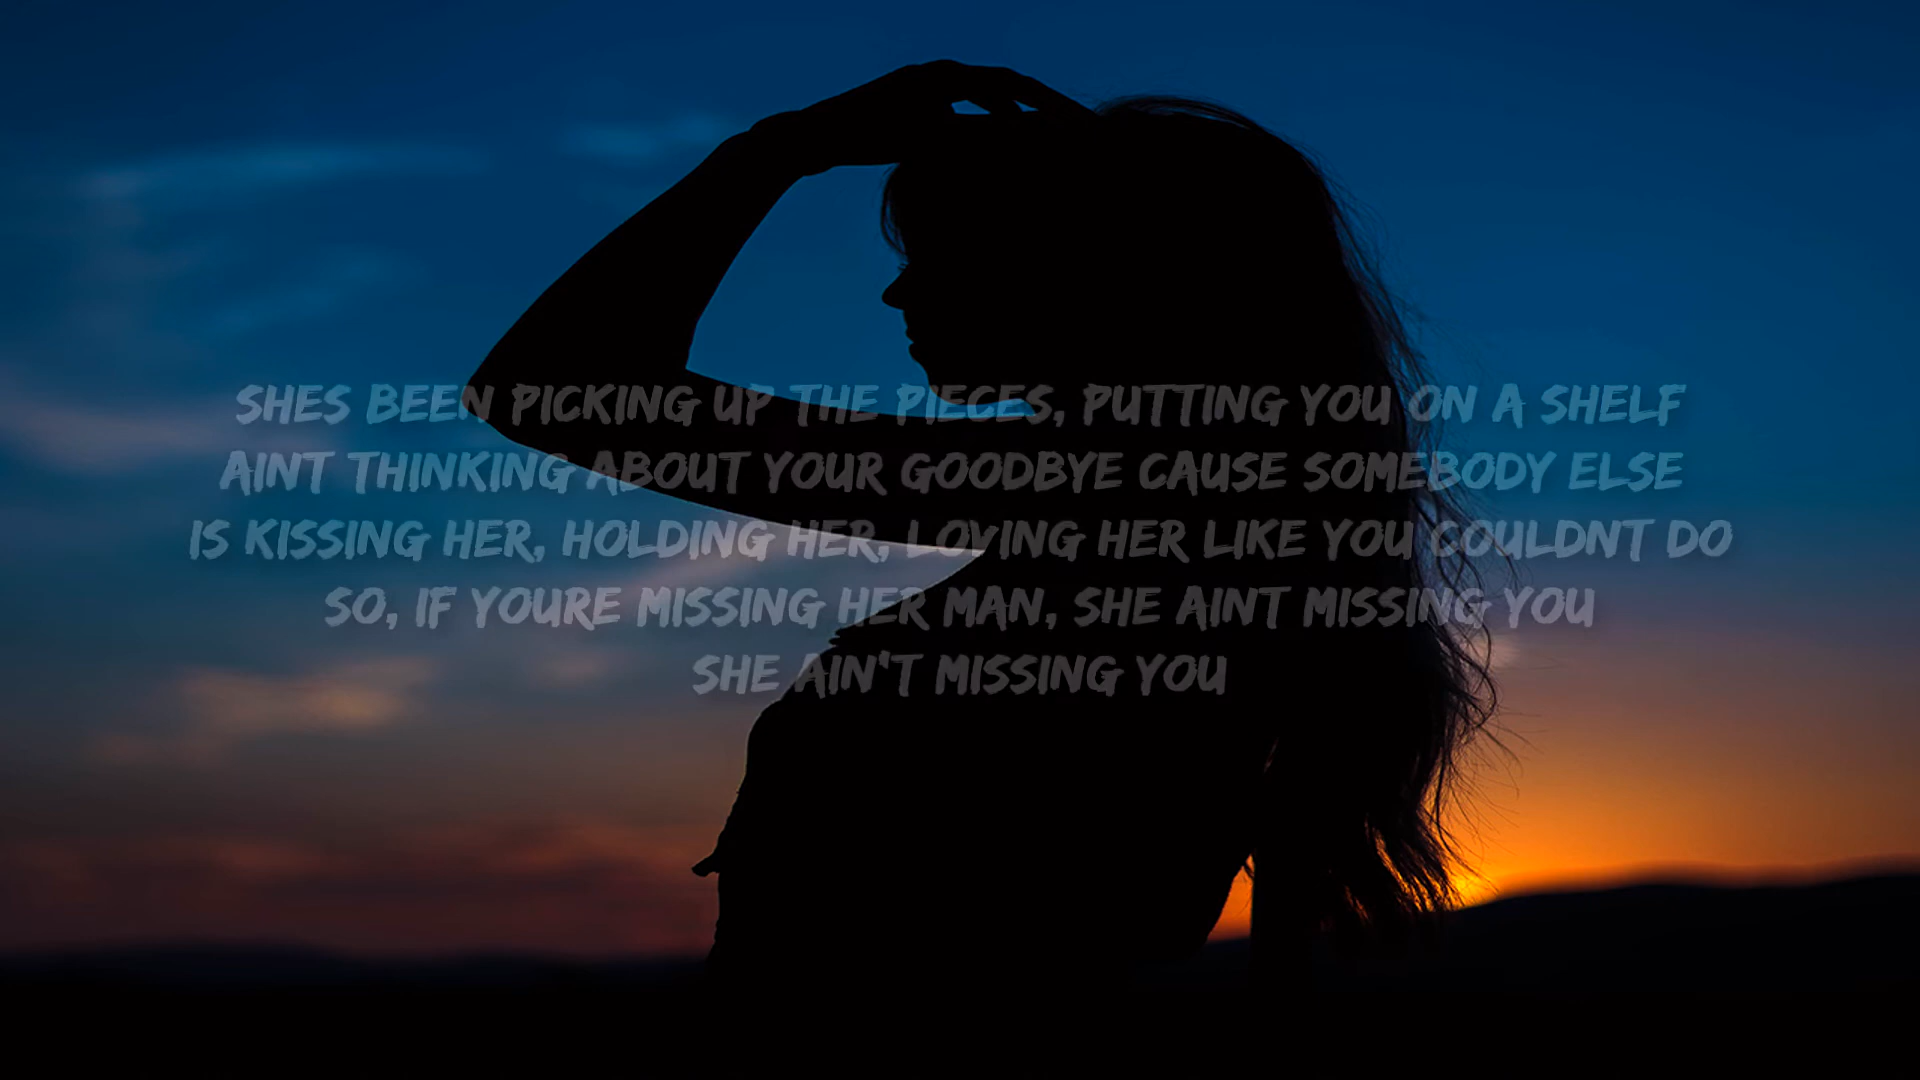 SHES BEEN PICKING UP THE PIECES, PUTTING YOU ON A SHELF
AINT THINKING ABOUT YOUR GOODBYE CAUSE SOMEBODY ELSE
IS KISSING HER, HOLDING HER, LOVING HER LIKE YOU COULDNT DO
SO, IF YOURE MISSING HER MAN, SHE AINT MISSING YOU
SHE AIN'T MISSING YOU